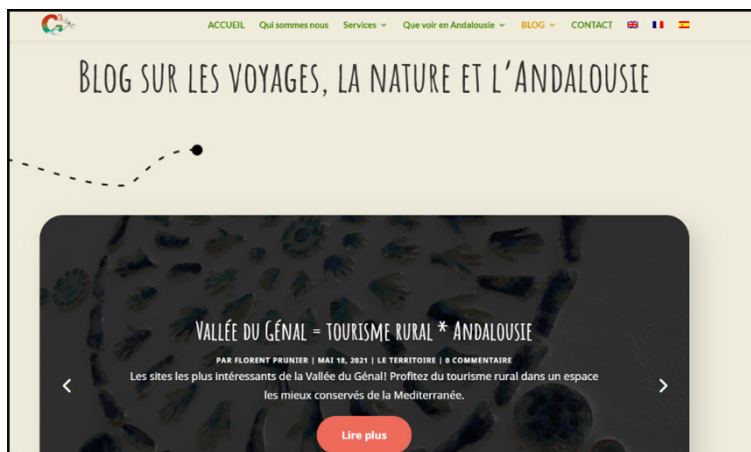 G3
ACCUEIL Qui sommes nous Services Que voir en Andalousie BLOG CONTACT
Blog sur les voyages, la nature et l'Andalousie
Vallée du Génal = tourisme rural * Andalousie
PAR FLORENT PRUNIER | MAI 18, 2021 | LE TERRITOIRE | 0 COMMENTAIRE
Les sites les plus intéressants de la Vallée du Génal! Profitez du tourisme rural dans un espace
les mieux conservés de la Mediterranée.
Lire plus